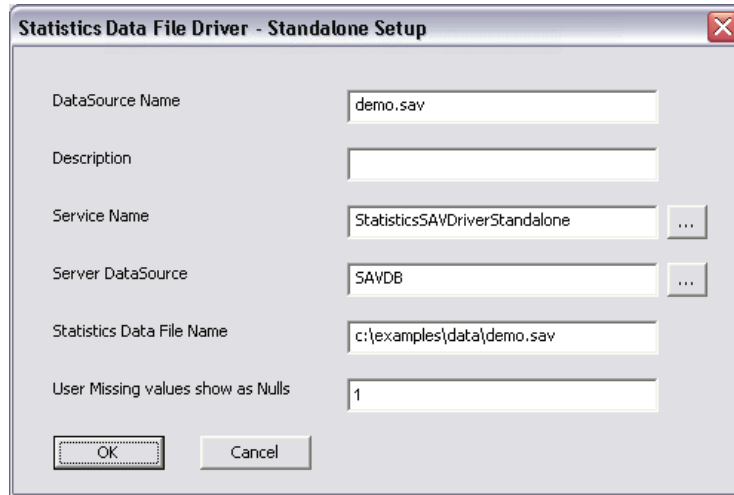 Statistics Data File Driver - Standalone Setup
DataSource Name demo.sav
Description
Service Name StatisticsSAVDriverStandalone ...
Server DataSource SAVDB ...
Statistics Data File Name c:\examples\data\demo.sav
User Missing values show as Nulls 1
OK Cancel